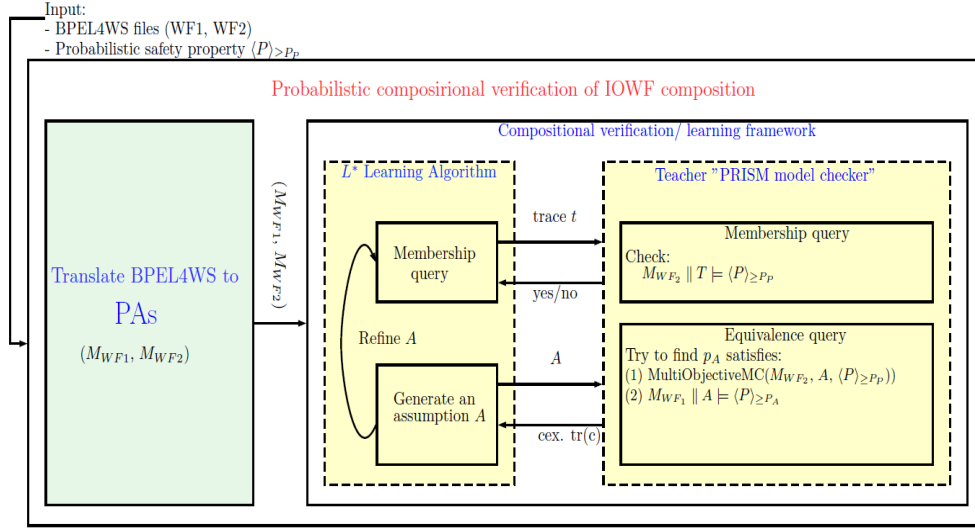 Input:
- BPEL4WS files (WF1, WF2)
- Probabilistic safety property ⟨P⟩>P_P
Probabilistic composirional verification of IOWF composition
Translate BPEL4WS to
PAs
(M_WF1, M_WF2)
(M_WF1, M_WF2)
Compositional verification/ learning framework
L* Learning Algorithm
Membership
query
Refine A
Generate an
assumption A
trace t
yes/no
A
cex. tr(c)
Teacher "PRISM model checker"
Membership query
Check:
M_WF2 ∥ T ⊨ ⟨P⟩≥P_P
Equivalence query
Try to find p_A satisfies:
(1) MultiObjectiveMC(M_WF2, A, ⟨P⟩≥P_P))
(2) M_WF1 ∥ A ⊨ ⟨P⟩≥P_A